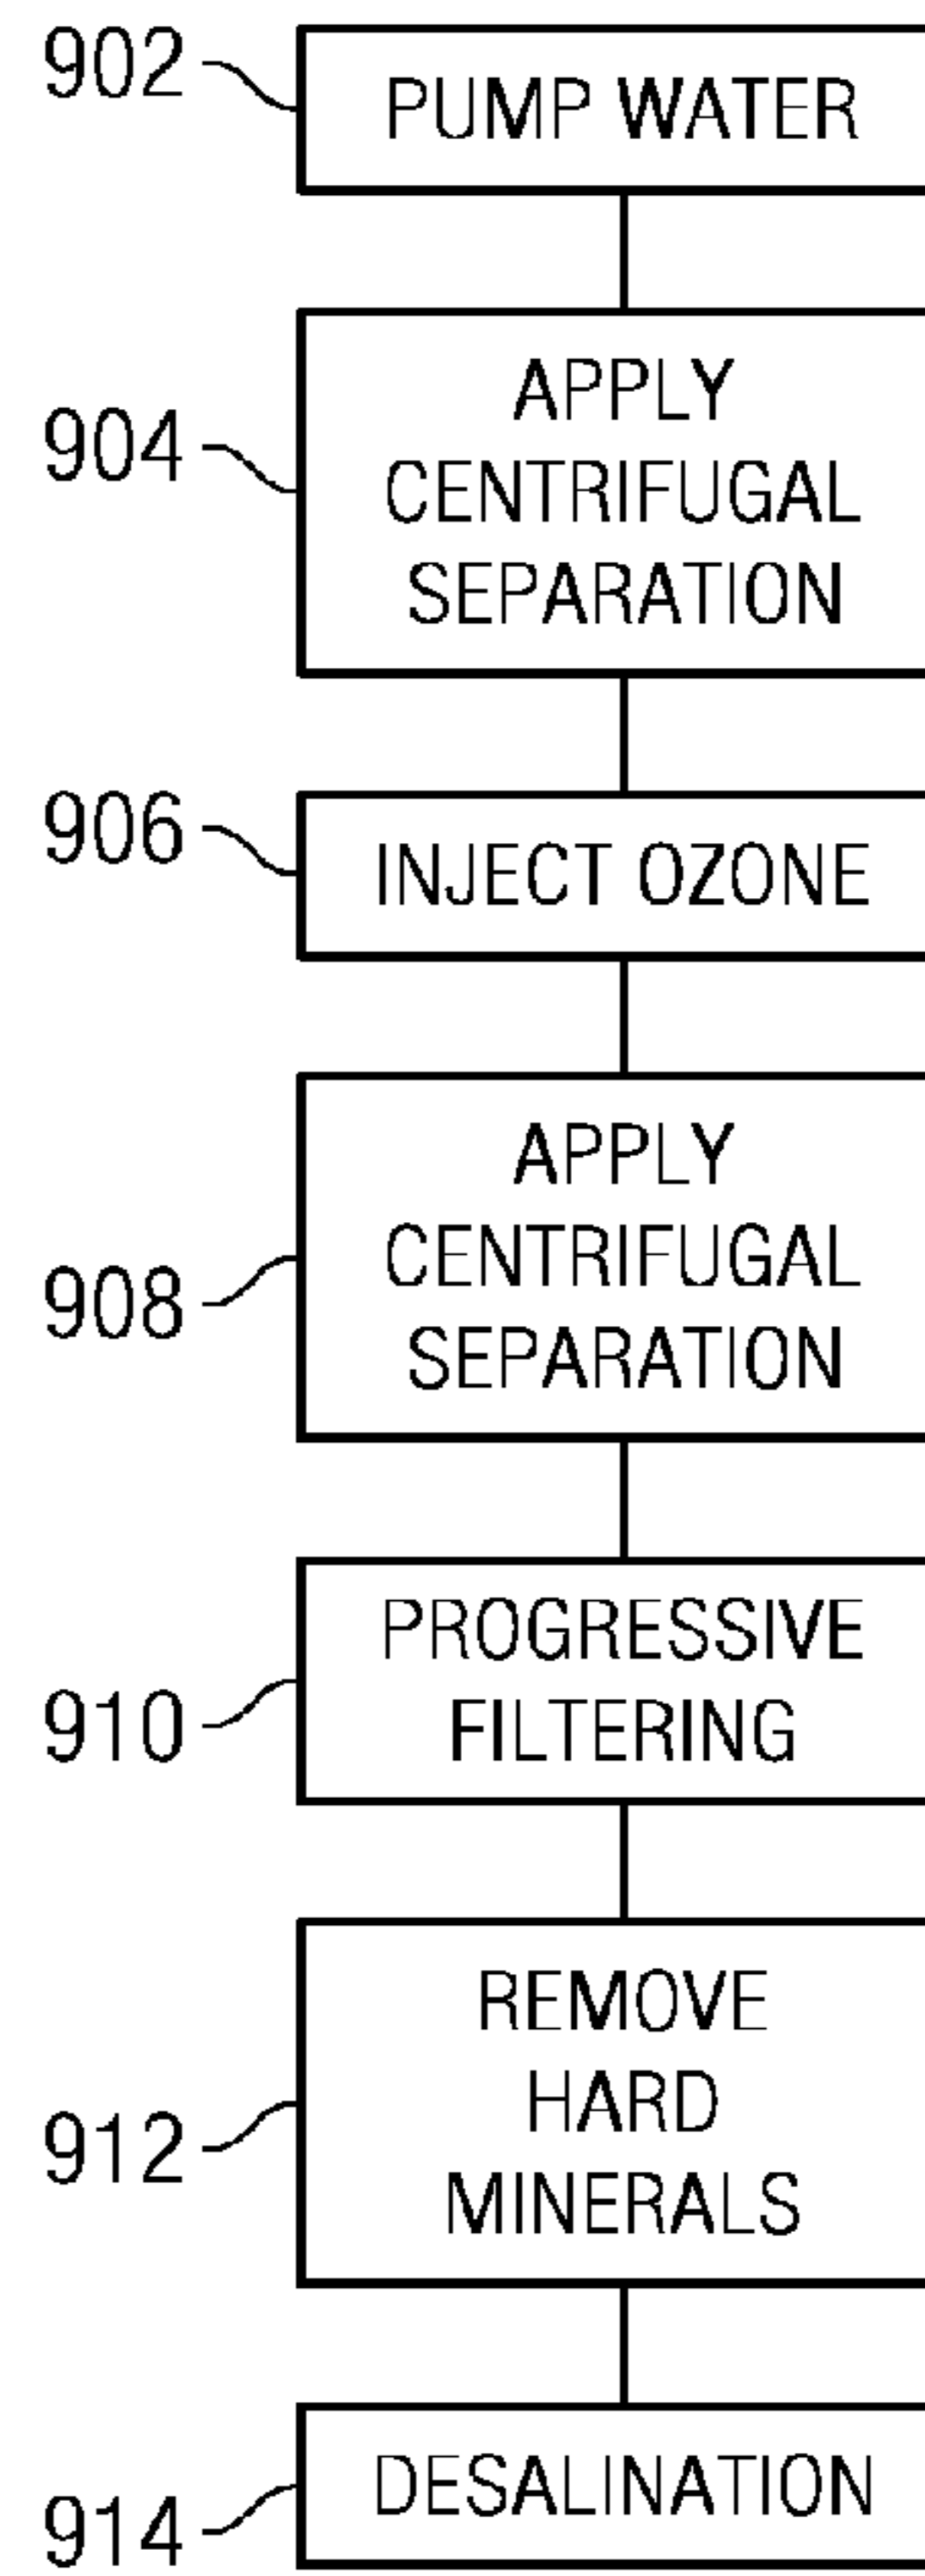 902
PUMP WATER
904
APPLY
CENTRIFUGAL
SEPARATION
906
INJECT OZONE
908
APPLY
CENTRIFUGAL
SEPARATION
910
PROGRESSIVE
FILTERING
912
REMOVE
HARD
MINERALS
914
DESALINATION